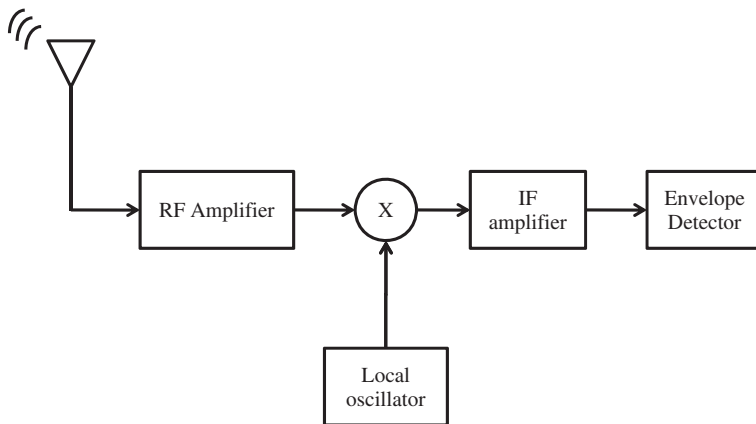 RF Amplifier
X
IF
amplifier
Envelope
Detector
Local
oscillator